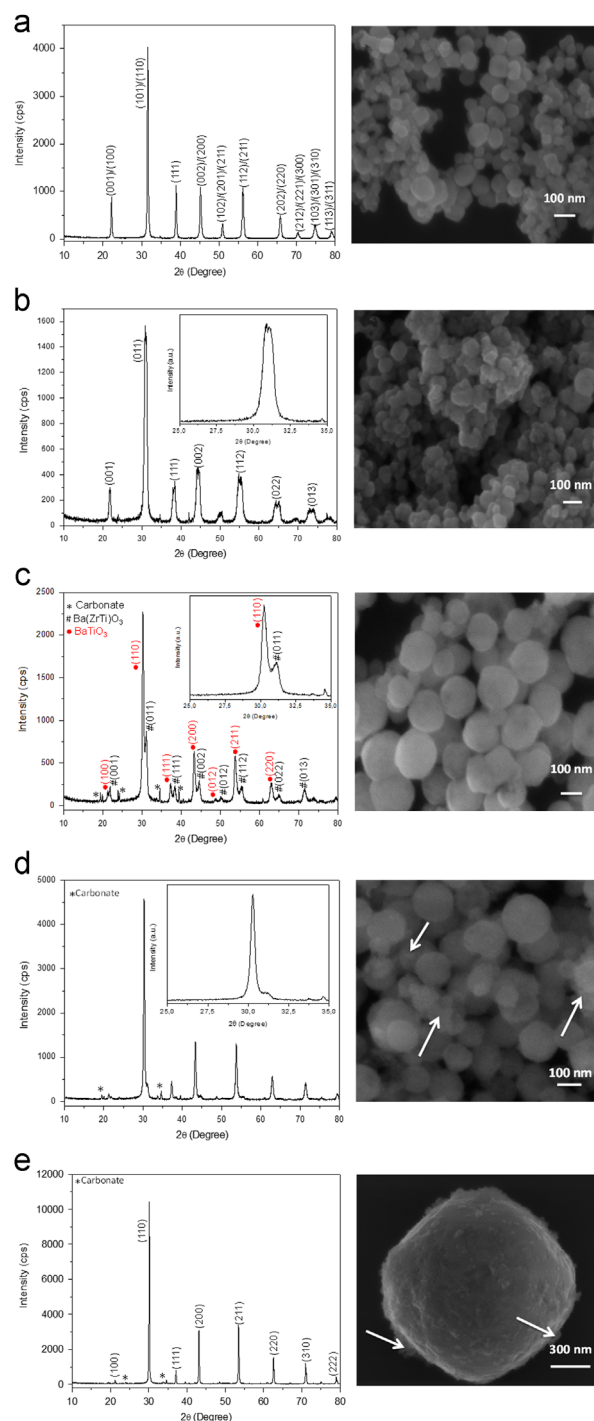 a
Intensity (cps)
4000
3000
2000
1000
0
(001)/(100)
(101)/(110)
(111)
(002)/(200)
(102)/(201)/(211)
(112)/(211)
(202)/(220)
(212)/(221)/(300)
(103)/(301)/(310)
(113)/(311)
10 20 30 40 50 60 70 80
2θ (Degree)
100 nm
b
Intensity (cps)
1600
1400
1200
1000
800
600
400
200
0
(001)
(011)
(111)
(002)
(112)
(022)
(013)
Intensity (a.u.)
25,0 27,5 30,0 32,5 35,0
2θ (Degree)
10 20 30 40 50 60 70 80
2θ (Degree)
100 nm
c
Intensity (cps)
2500
2000
1500
1000
500
0
* Carbonate
# Ba(ZrTi)O3
● BaTiO3
*
●(100)
#(001)
*
●(110)
#(011)
*
●(111)
#(111)
*
●(200)
#(002)
●(012)
#(012)
●(211)
#(112)
●(220)
#(022)
#(013)
Intensity (a.u.)
●(110)
#(011)
25,0 27,5 30,0 32,5 35,0
2θ (Degree)
10 20 30 40 50 60 70 80
2θ (Degree)
100 nm
d
Intensity (cps)
5000
4000
3000
2000
1000
0
*Carbonate
*
*
Intensity (a.u.)
25,0 27,5 30,0 32,5 35,0
2θ (Degree)
10 20 30 40 50 60 70 80
2θ (Degree)
100 nm
e
Intensity (cps)
12000
10000
8000
6000
4000
2000
0
*Carbonate
(100)
*
(110)
*
(111)
(200)
(211)
(220)
(310)
(222)
10 20 30 40 50 60 70 80
2θ (Degree)
300 nm